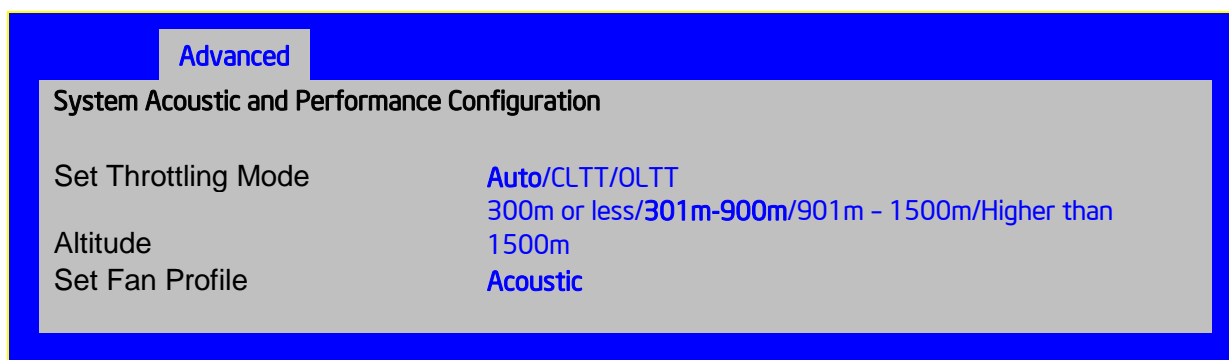 Advanced
System Acoustic and Performance Configuration
Set Throttling Mode Auto/CLTT/OLTT
300m or less/301m-900m/901m – 1500m/Higher than
Altitude 1500m
Set Fan Profile Acoustic